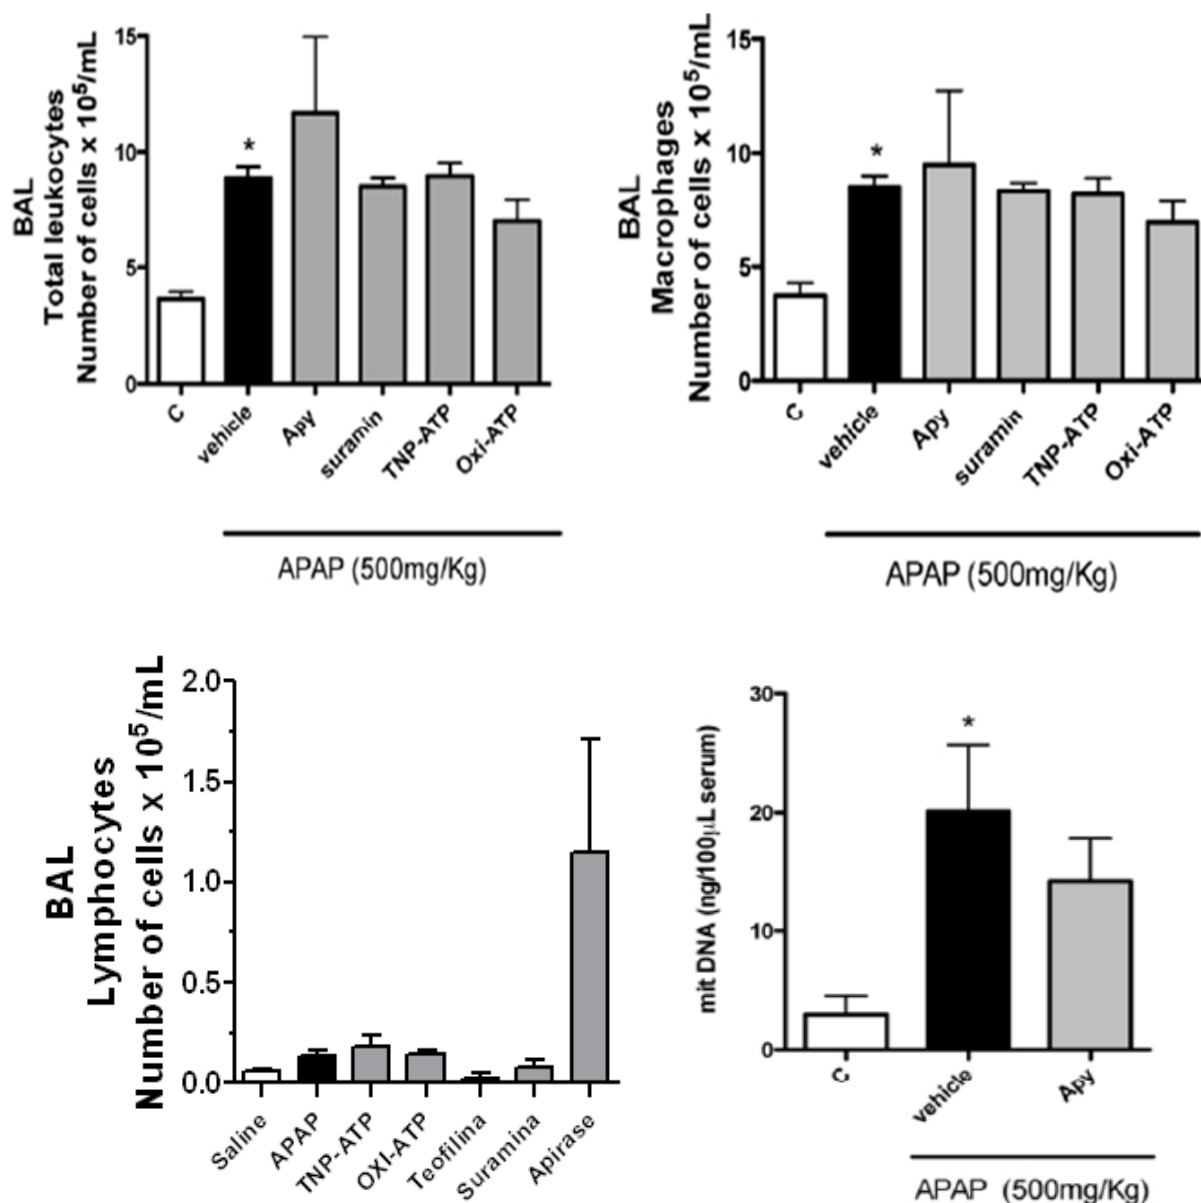 BAL
Total leukocytes
Number of cells x 10⁵/mL
15
10
5
0
*
C
vehicle
Apy
suramin
TNP-ATP
Oxi-ATP
APAP (500mg/Kg)
BAL
Macrophages
Number of cells x 10⁵/mL
15
10
5
0
*
C
vehicle
Apy
suramin
TNP-ATP
Oxi-ATP
APAP (500mg/Kg)
BAL
Lymphocytes
Number of cells x 10⁵/mL
2.0
1.5
1.0
0.5
0.0
Saline
APAP
TNP-ATP
OXI-ATP
Teofilina
Suramina
Apirase
mit DNA (ng/100µL serum)
30
20
10
0
*
C
vehicle
Apy
APAP (500mg/Kg)